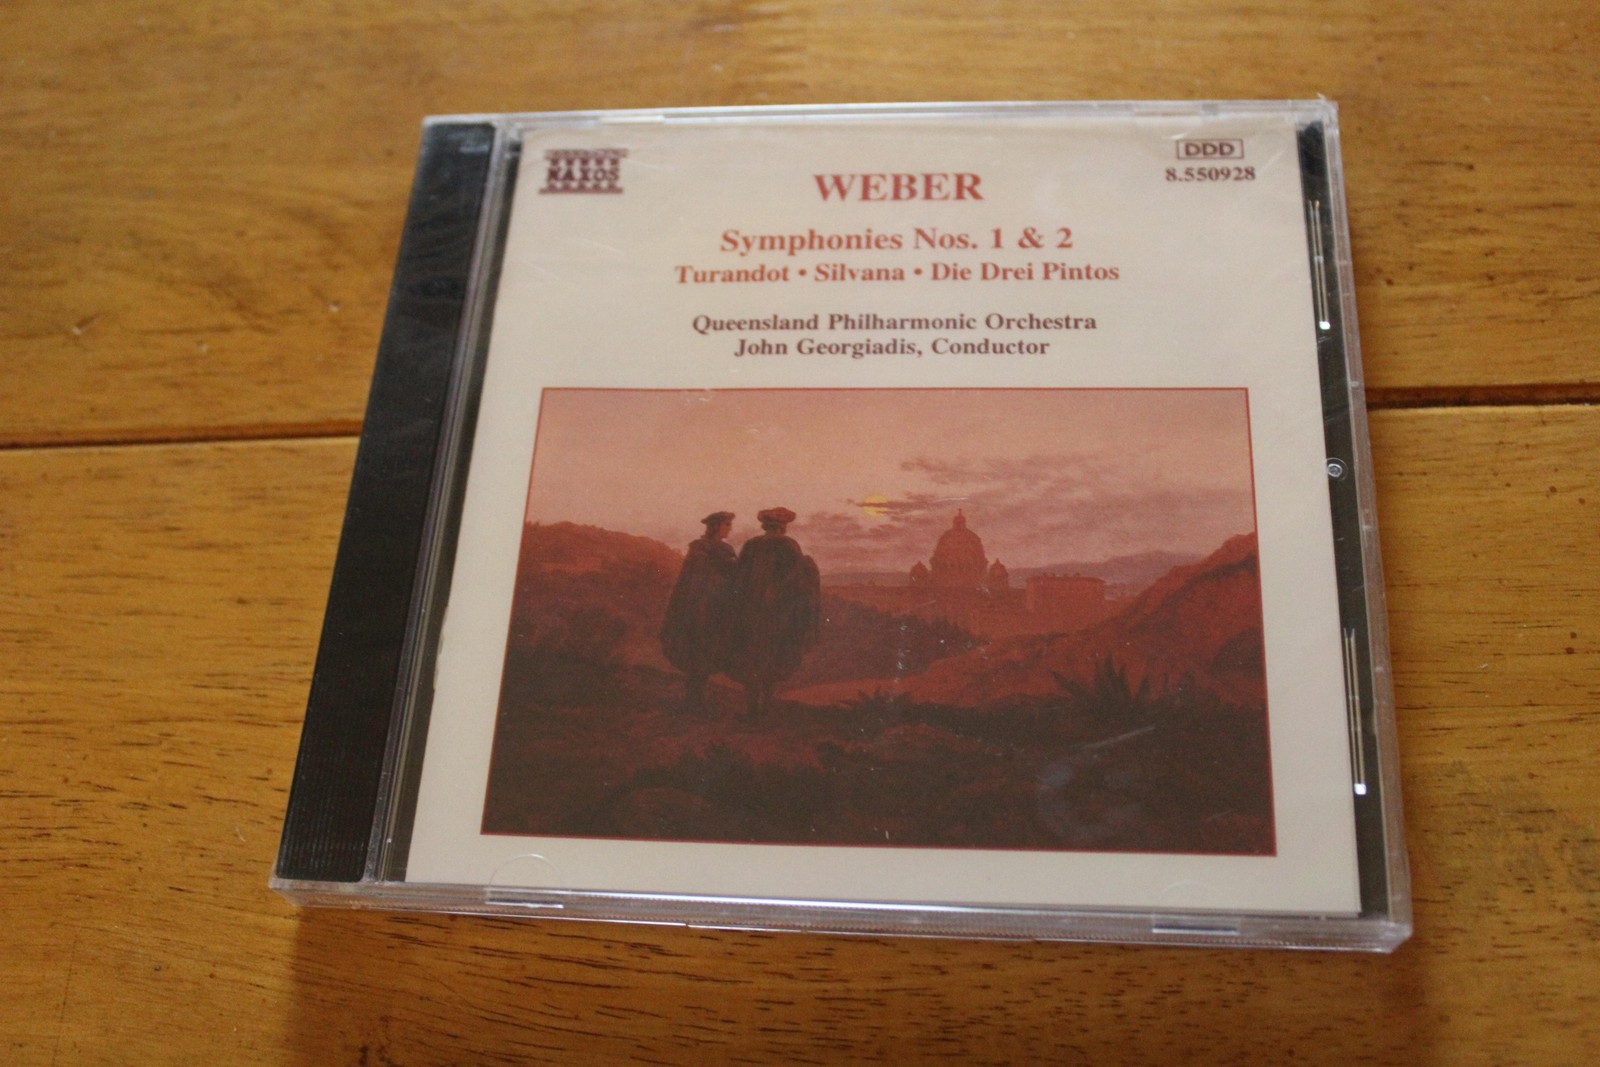 NAXOS
DDD
8.550928
WEBER
Symphonies Nos. 1 & 2
Turandot • Silvana • Die Drei Pintos
Queensland Philharmonic Orchestra
John Georgiadis, Conductor